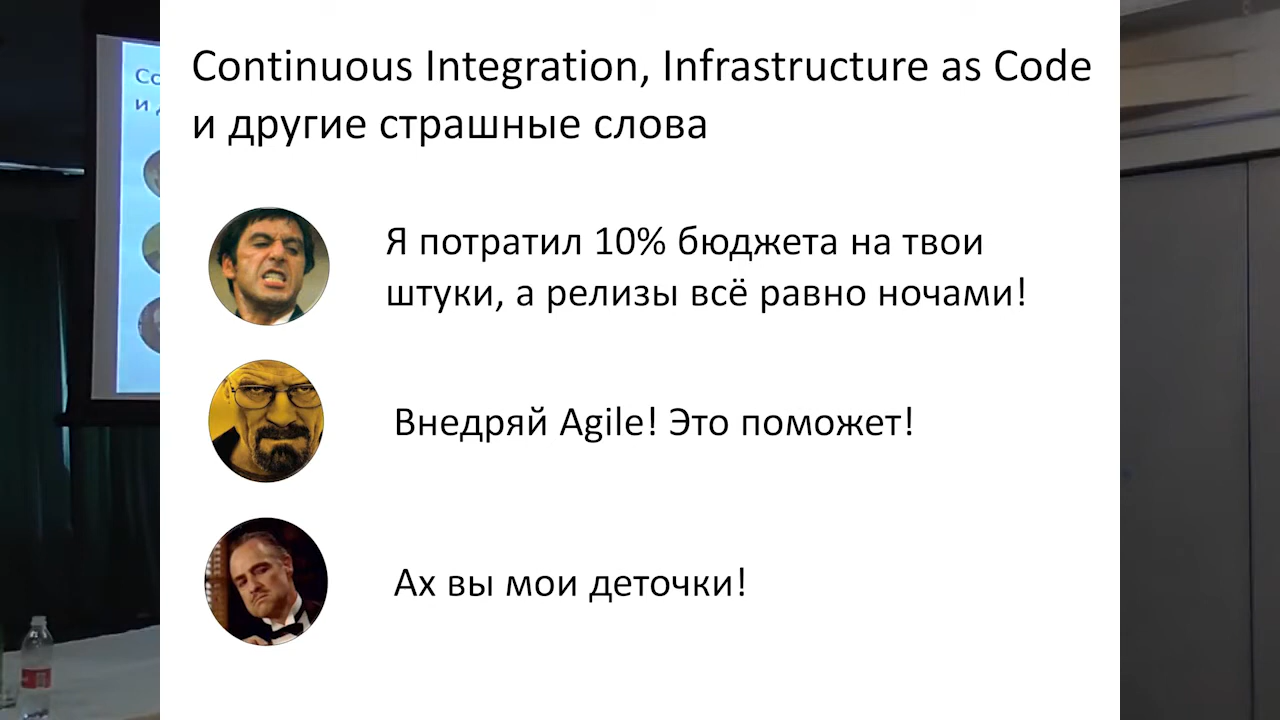 Continuous Integration, Infrastructure as Code
и другие страшные слова
Я потратил 10% бюджета на твои
штуки, а релизы всё равно ночами!
Внедряй Agile! Это поможет!
Ах вы мои деточки!